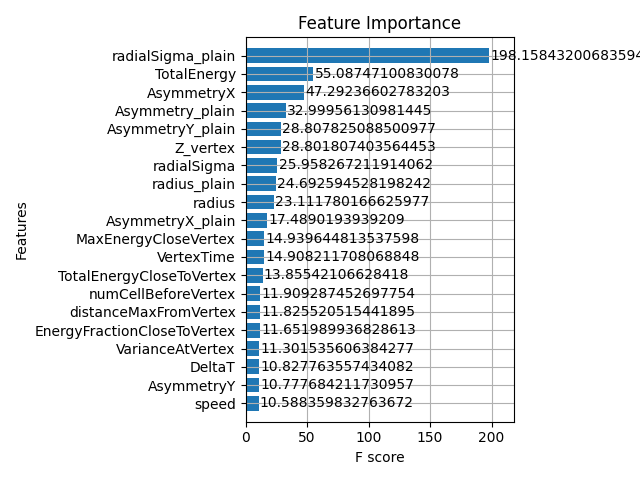 Feature Importance
radialSigma_plain 198.15843200683594
TotalEnergy 55.08747100830078
AsymmetryX 47.29236602783203
Asymmetry_plain 32.99956130981445
AsymmetryY_plain 28.807825088500977
Z_vertex 28.801807403564453
radialSigma 25.958267211914062
radius_plain 24.692594528198242
radius 23.111780166625977
AsymmetryX_plain 17.4890193939209
MaxEnergyCloseVertex 14.939644813537598
VertexTime 14.908211708068848
TotalEnergyCloseToVertex 13.85542106628418
numCellBeforeVertex 11.909287452697754
distanceMaxFromVertex 11.825520515441895
EnergyFractionCloseToVertex 11.651989936828613
VarianceAtVertex 11.301535606384277
DeltaT 10.827763557434082
AsymmetryY 10.777684211730957
speed 10.588359832763672
0 50 100 150 200
F score
Features